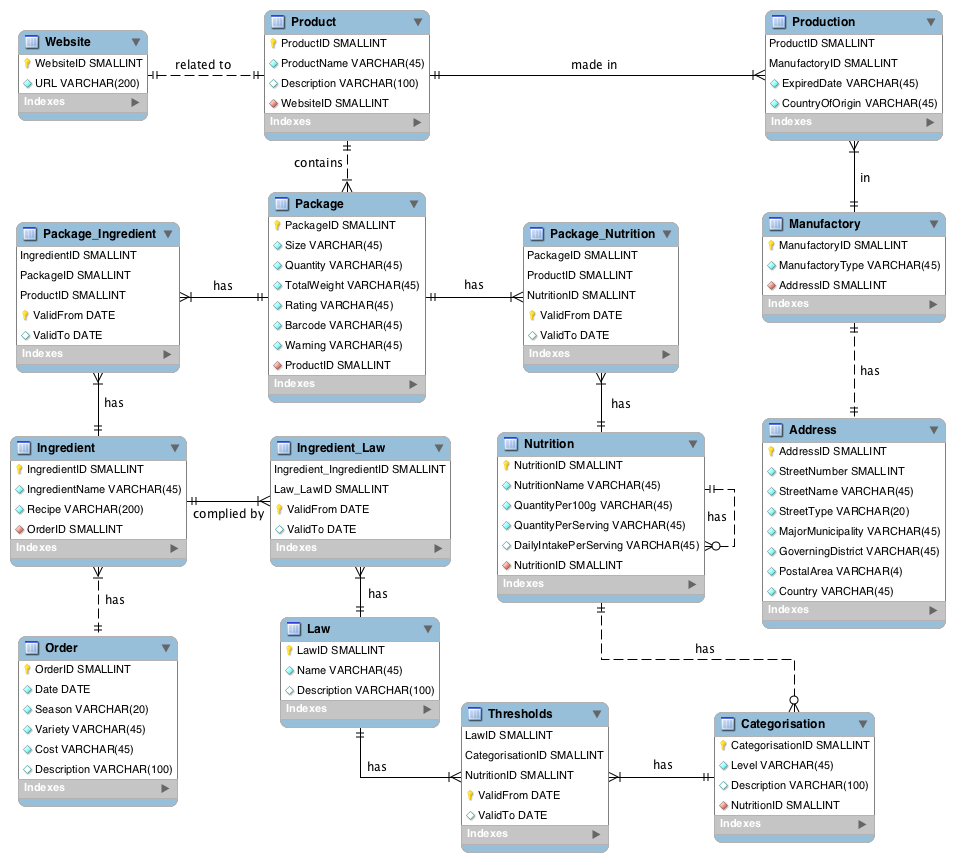 Website
WebsiteID SMALLINT
URL VARCHAR(200)
Indexes
related to
Product
ProductID SMALLINT
ProductName VARCHAR(45)
Description VARCHAR(100)
WebsiteID SMALLINT
Indexes
made in
Production
ProductID SMALLINT
ManufactoryID SMALLINT
ExpiredDate VARCHAR(45)
CountryOfOrigin VARCHAR(45)
Indexes
contains
in
Package_Ingredient
IngredientID SMALLINT
PackageID SMALLINT
ProductID SMALLINT
ValidFrom DATE
ValidTo DATE
Indexes
has
Package
PackageID SMALLINT
Size VARCHAR(45)
Quantity VARCHAR(45)
TotalWeight VARCHAR(45)
Rating VARCHAR(45)
Barcode VARCHAR(45)
Warning VARCHAR(45)
ProductID SMALLINT
Indexes
has
Package_Nutrition
PackageID SMALLINT
ProductID SMALLINT
NutritionID SMALLINT
ValidFrom DATE
ValidTo DATE
Indexes
Manufactory
ManufactoryID SMALLINT
ManufactoryType VARCHAR(45)
AddressID SMALLINT
Indexes
has
has
has
Ingredient
IngredientID SMALLINT
IngredientName VARCHAR(45)
Recipe VARCHAR(200)
OrderID SMALLINT
Indexes
complied by
Ingredient_Law
Ingredient_IngredientID SMALLINT
Law_LawID SMALLINT
ValidFrom DATE
ValidTo DATE
Indexes
Nutrition
NutritionID SMALLINT
NutritionName VARCHAR(45)
QuantityPer100g VARCHAR(45)
QuantityPerServing VARCHAR(45)
DailyIntakePerServing VARCHAR(45)
NutritionID SMALLINT
Indexes
has
Address
AddressID SMALLINT
StreetNumber SMALLINT
StreetName VARCHAR(45)
StreetType VARCHAR(20)
MajorMunicipality VARCHAR(45)
GoverningDistrict VARCHAR(45)
PostalArea VARCHAR(4)
Country VARCHAR(45)
Indexes
has
has
has
Order
OrderID SMALLINT
Date DATE
Season VARCHAR(20)
Variety VARCHAR(45)
Cost VARCHAR(45)
Description VARCHAR(100)
Indexes
Law
LawID SMALLINT
Name VARCHAR(45)
Description VARCHAR(100)
Indexes
has
Thresholds
LawID SMALLINT
CategorisationID SMALLINT
NutritionID SMALLINT
ValidFrom DATE
ValidTo DATE
Indexes
has
Categorisation
CategorisationID SMALLINT
Level VARCHAR(45)
Description VARCHAR(100)
NutritionID SMALLINT
Indexes